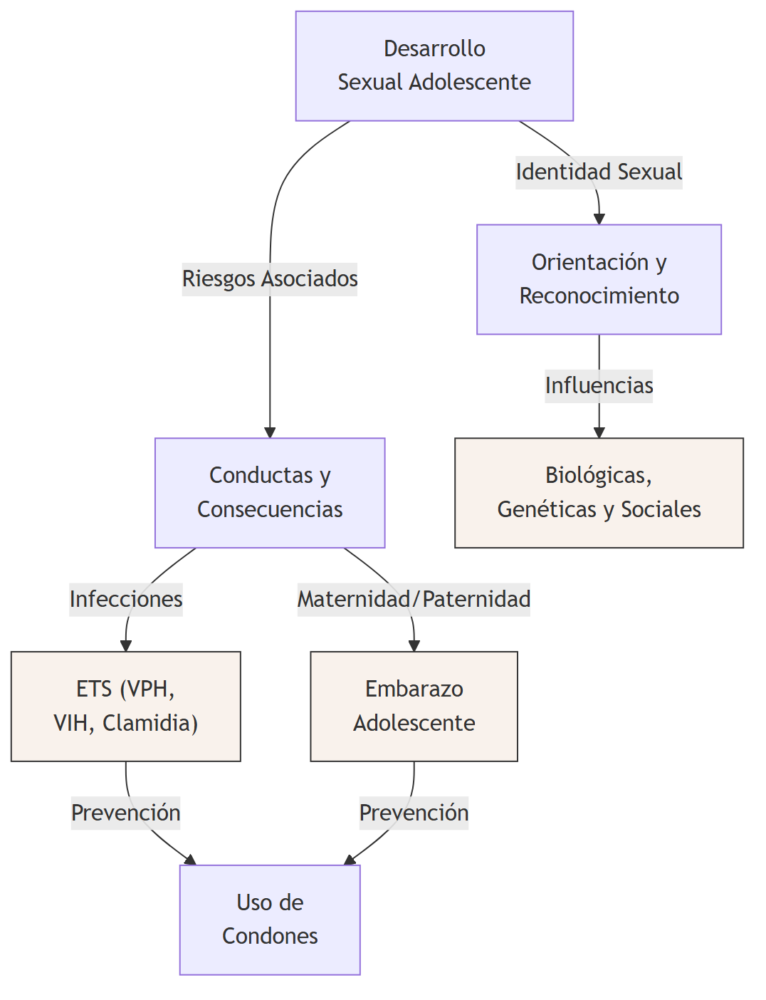 Desarrollo
Sexual Adolescente
Identidad Sexual
Orientación y
Reconocimiento
Riesgos Asociados
Influencias
Conductas y
Consecuencias
Biológicas,
Genéticas y Sociales
Infecciones
Maternidad/Paternidad
ETS (VPH,
VIH, Clamidia)
Embarazo
Adolescente
Prevención
Prevención
Uso de
Condones